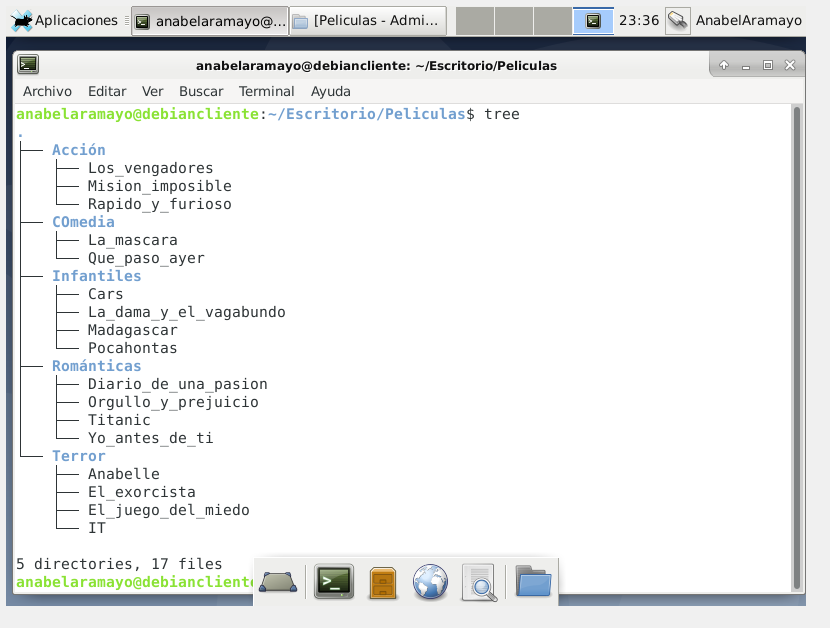 Aplicaciones anabelaramayo@... [Peliculas - Admi... 23:36 AnabelAramayo
anabelaramayo@debiancliente: ~/Escritorio/Peliculas
Archivo Editar Ver Buscar Terminal Ayuda
anabelaramayo@debiancliente:~/Escritorio/Peliculas$ tree
.
├── Acción
│   ├── Los_vengadores
│   ├── Mision_imposible
│   └── Rapido_y_furioso
├── COmedia
│   ├── La_mascara
│   └── Que_paso_ayer
├── Infantiles
│   ├── Cars
│   ├── La_dama_y_el_vagabundo
│   ├── Madagascar
│   └── Pocahontas
├── Románticas
│   ├── Diario_de_una_pasion
│   ├── Orgullo_y_prejuicio
│   ├── Titanic
│   └── Yo_antes_de_ti
└── Terror
    ├── Anabelle
    ├── El_exorcista
    ├── El_juego_del_miedo
    └── IT
5 directories, 17 files
anabelaramayo@debiancliente